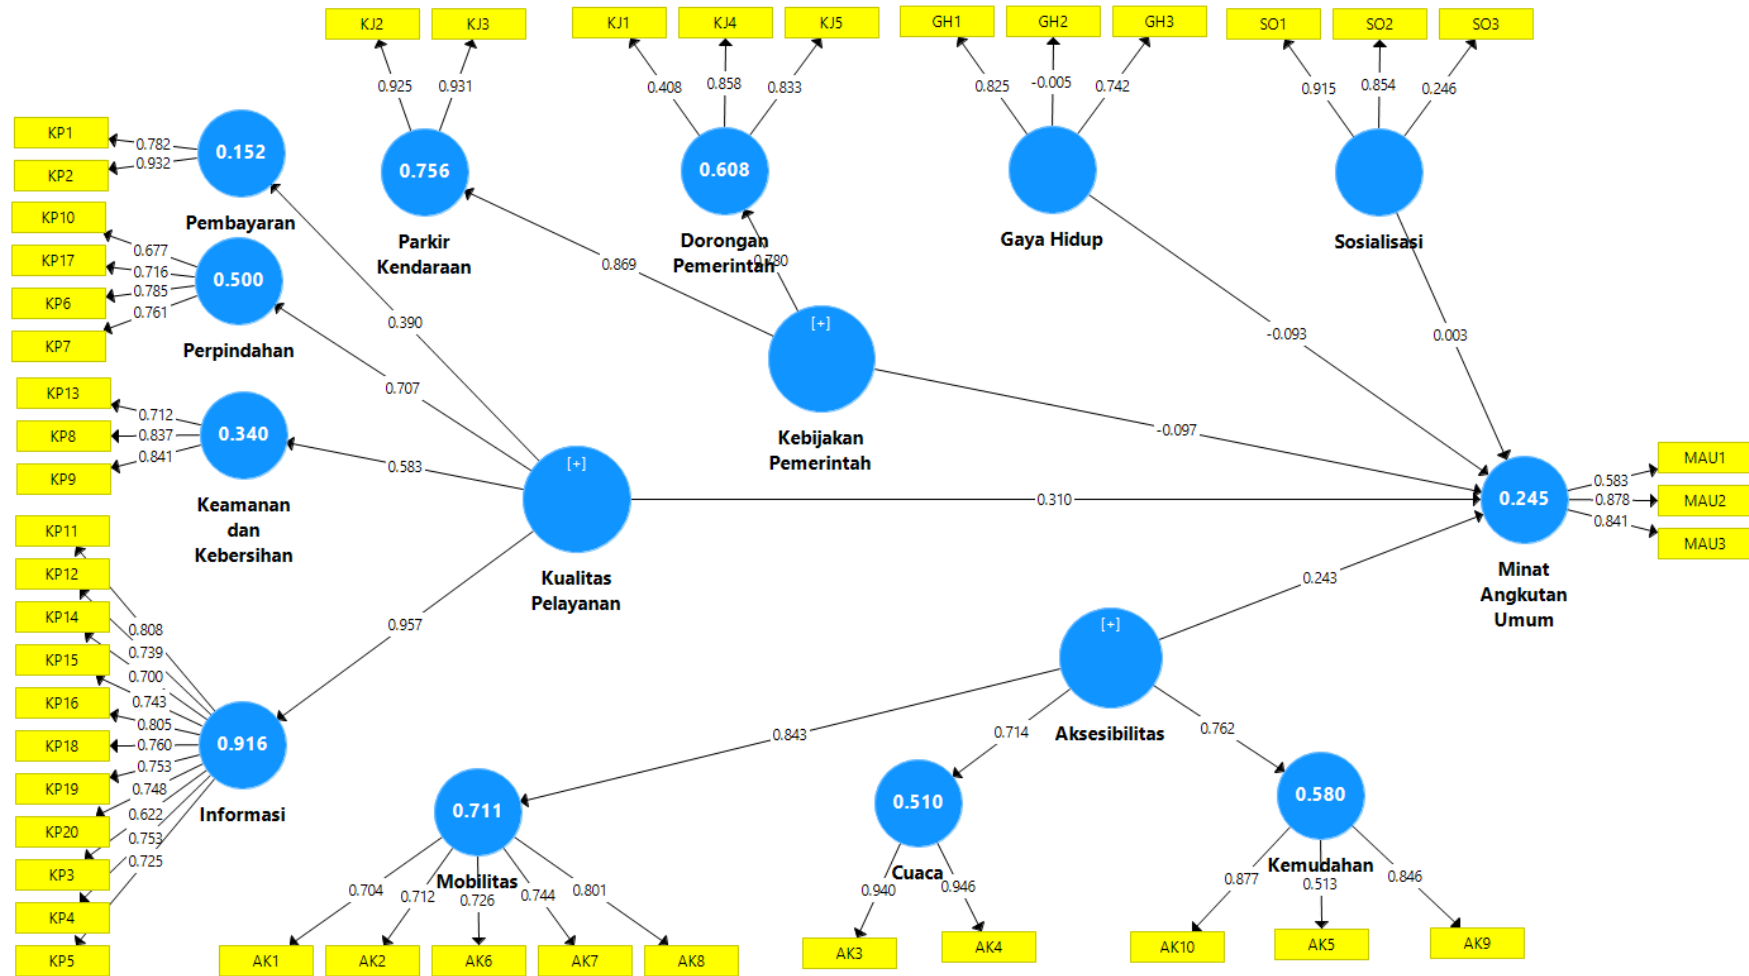 KJ2
KJ3
KJ1
KJ4
KJ5
GH1
GH2
GH3
SO1
SO2
SO3
0.925
0.931
0.408
0.858
0.833
0.825
-0.005
0.742
0.915
0.854
0.246
KP1
KP2
0.782
0.932
0.152
Pembayaran
0.756
Parkir
Kendaraan
0.608
Dorongan
Pemerintah
Gaya Hidup
Sosialisasi
KP10
KP17
KP6
KP7
0.677
0.716
0.785
0.761
0.500
Perpindahan
0.869
0.780
0.390
0.707
[+]
Kebijakan
Pemerintah
-0.093
0.003
-0.097
KP13
KP8
KP9
0.712
0.837
0.841
0.340
Keamanan
dan
Kebersihan
0.583
[+]
Kualitas
Pelayanan
0.310
0.245
Minat
Angkutan
Umum
0.583
0.878
0.841
MAU1
MAU2
MAU3
0.243
0.957
KP11
KP12
KP14
KP15
KP16
KP18
KP19
KP20
KP3
KP4
KP5
0.808
0.739
0.700
0.743
0.805
0.760
0.753
0.748
0.622
0.753
0.725
0.916
Informasi
[+]
Aksesibilitas
0.843
0.714
0.762
0.711
Mobilitas
0.510
Cuaca
0.580
Kemudahan
0.704
0.712
0.726
0.744
0.801
0.940
0.946
0.877
0.513
0.846
AK1
AK2
AK6
AK7
AK8
AK3
AK4
AK10
AK5
AK9